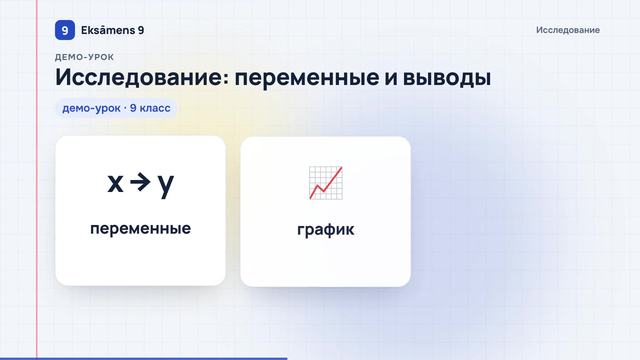 9 Eksāmens 9
Исследование
ДЕМО-УРОК
Исследование: переменные и выводы
демо-урок · 9 класс
x → y
переменные
график